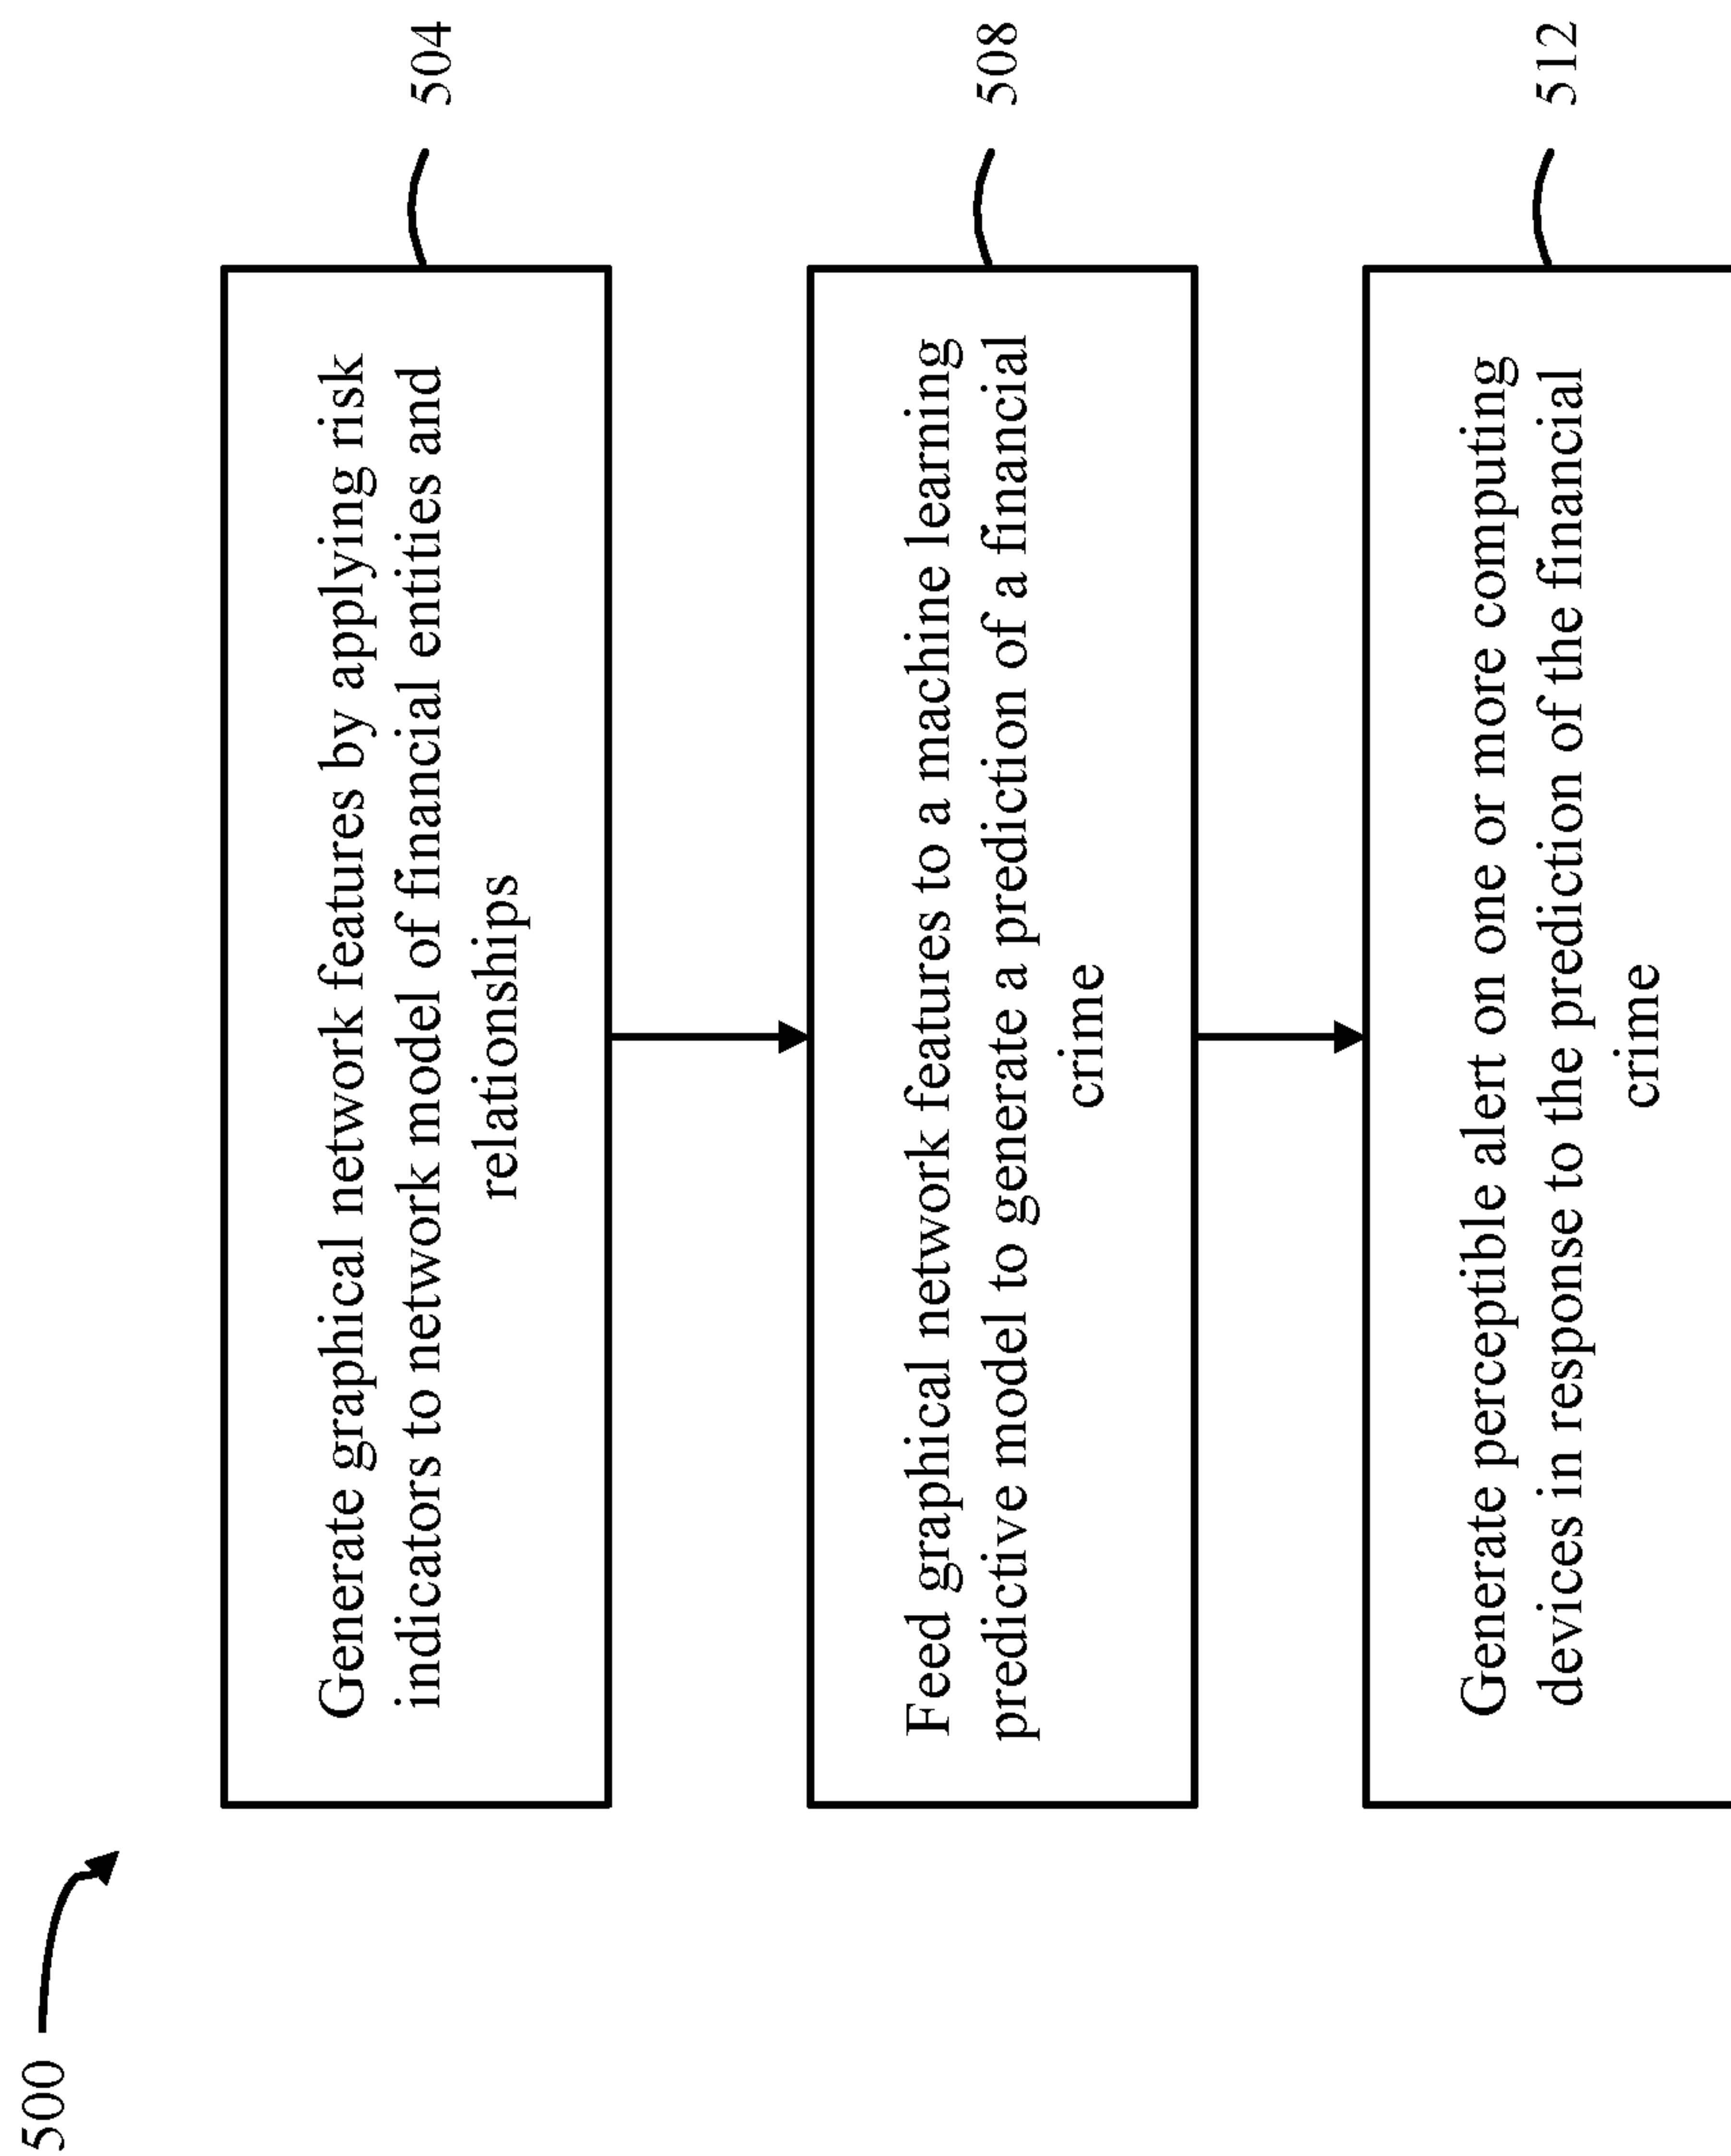 500
Generate graphical network features by applying risk
indicators to network model of financial entities and
relationships
504
Feed graphical network features to a machine learning
predictive model to generate a prediction of a financial
crime
508
Generate perceptible alert on one or more computing
devices in response to the prediction of the financial
crime
512